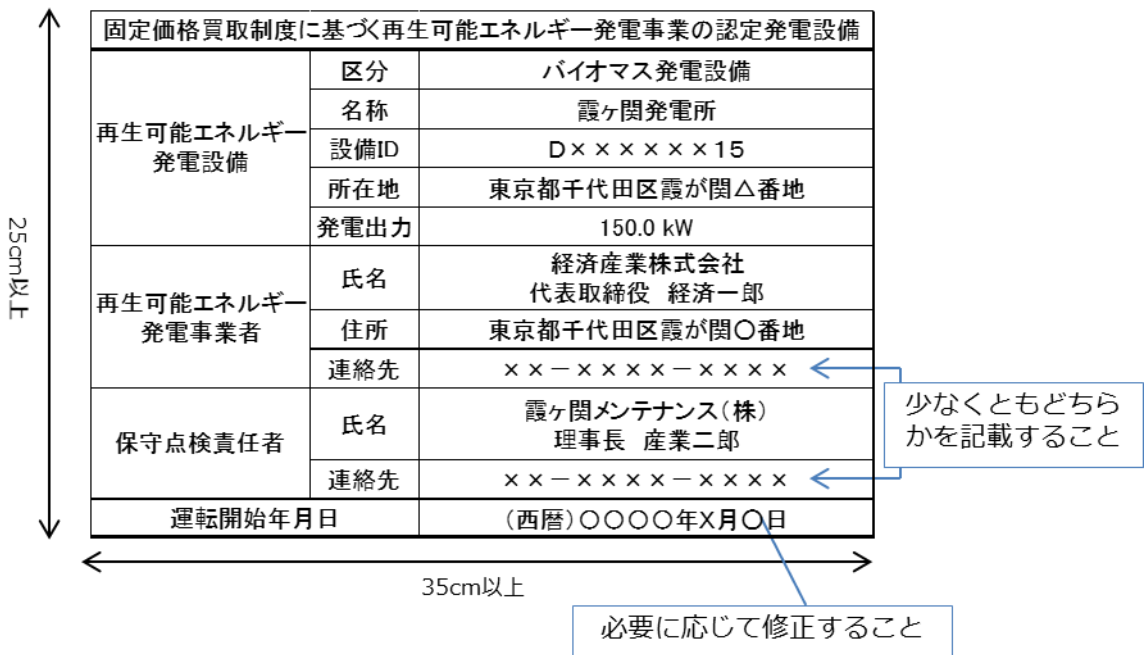 固定価格買取制度に基づく再生可能エネルギー発電事業の認定発電設備
再生可能エネルギー
発電設備
区分
バイオマス発電設備
名称
霞ヶ関発電所
設備ID
D××××××15
所在地
東京都千代田区霞が関△番地
発電出力
150.0 kW
再生可能エネルギー
発電事業者
氏名
経済産業株式会社
代表取締役 経済一郎
住所
東京都千代田区霞が関〇番地
連絡先
××-××××-××××
保守点検責任者
氏名
霞ヶ関メンテナンス(株)
理事長 産業二郎
連絡先
××-××××-××××
運転開始年月日
(西暦)〇〇〇〇年X月〇日
25cm以上
35cm以上
少なくともどちら
かを記載すること
必要に応じて修正すること